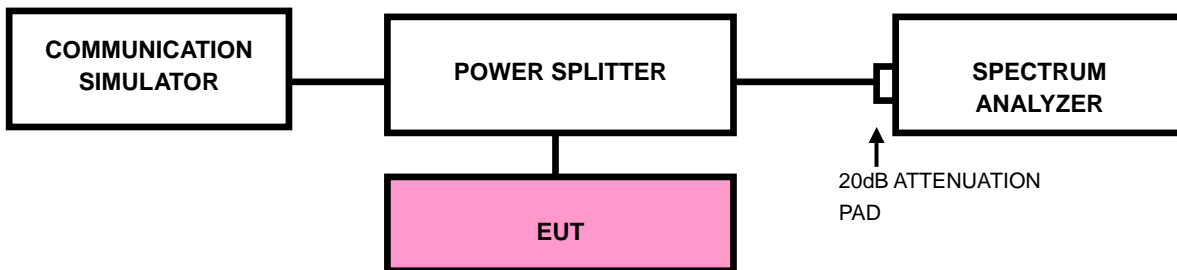 COMMUNICATION
SIMULATOR
POWER SPLITTER
SPECTRUM
ANALYZER
20dB ATTENUATION
PAD
EUT